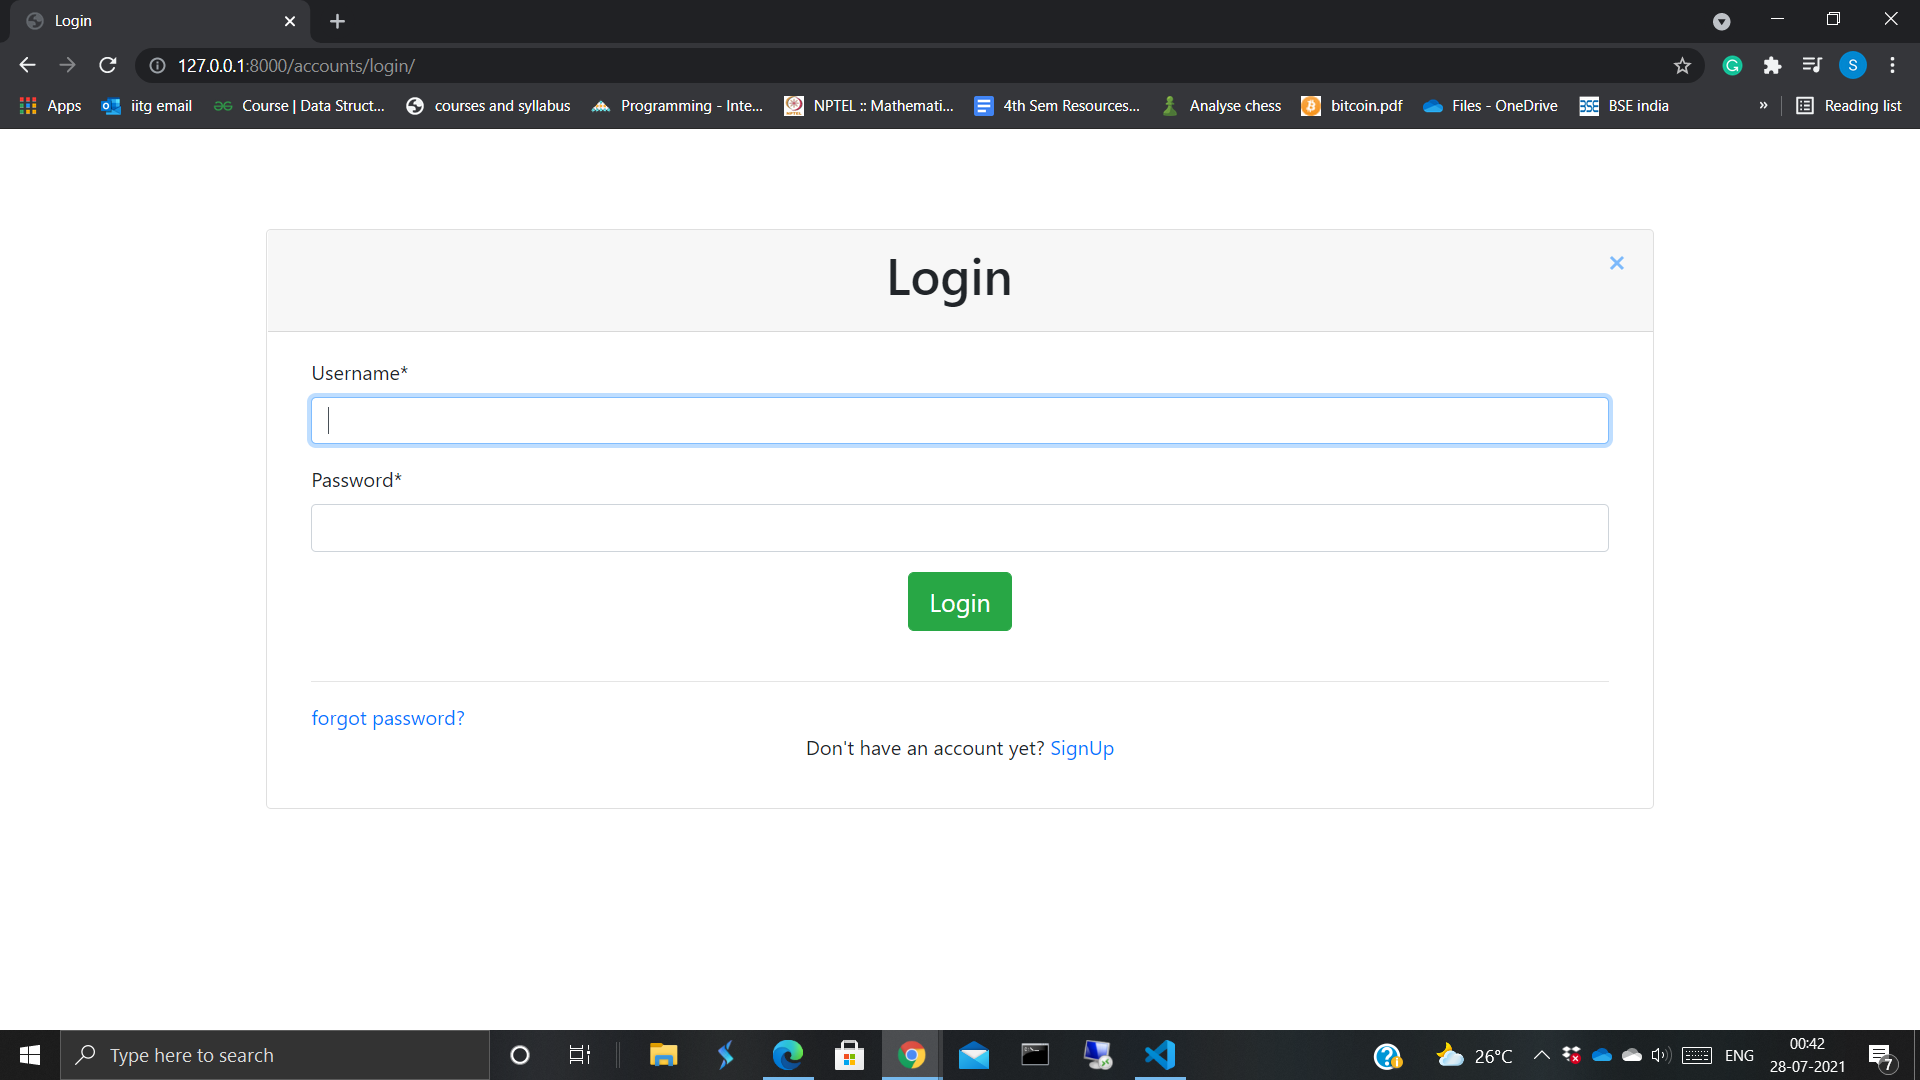 Login
127.0.0.1:8000/accounts/login/
S
Apps iitg email Course | Data Struct... courses and syllabus Programming - Inte... NPTEL :: Mathemati... 4th Sem Resources... Analyse chess bitcoin.pdf Files - OneDrive BSE india » Reading list
Login
Username*
Password*
Login
forgot password?
Don't have an account yet? SignUp
Type here to search
26°C ENG
00:42
28-07-2021
7